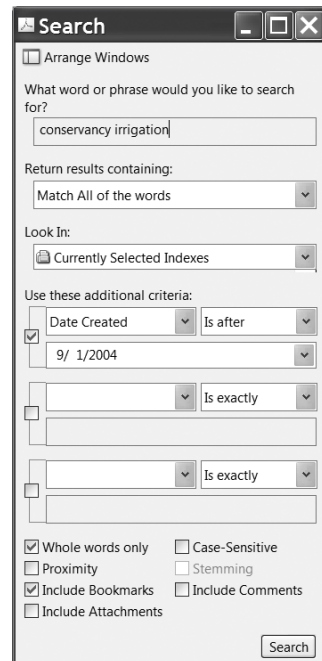 Search
Arrange Windows
What word or phrase would you like to search
for?
conservancy irrigation
Return results containing:
Match All of the words
Look In:
Currently Selected Indexes
Use these additional criteria:
Date Created Is after
9/ 1/2004
Is exactly
Is exactly
Whole words only Case-Sensitive
Proximity Stemming
Include Bookmarks Include Comments
Include Attachments
Search